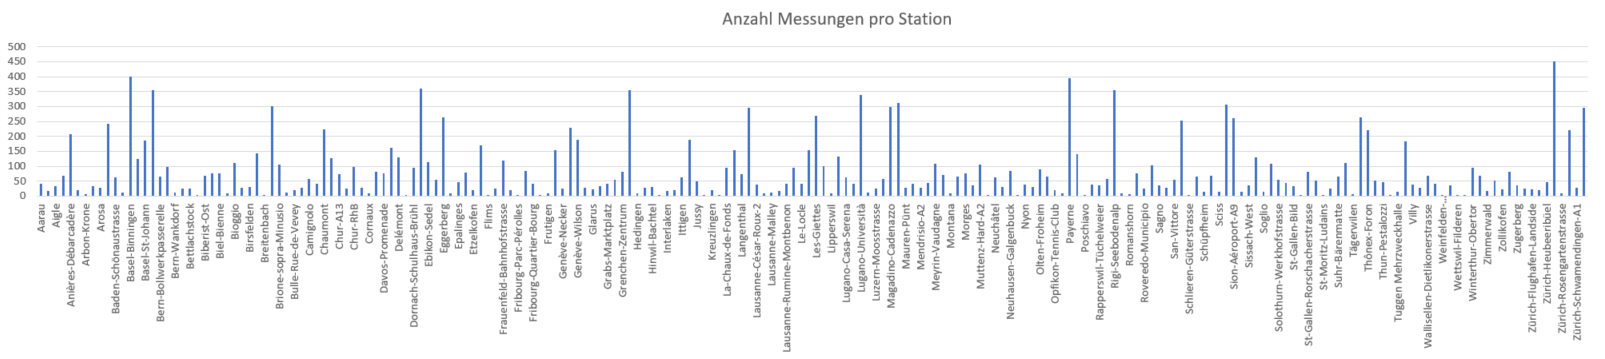 Anzahl Messungen pro Station
500
450
400
350
300
250
200
150
100
50
0
Aarau
Aigle
Anières-Débarcadère
Arbon-Krone
Arosa
Baden-Schönaustrasse
Basel-Binningen
Basel-St-Johann
Bern-Bollwerkpasserelle
Bern-Wankdorf
Bettlachstock
Biberist-Ost
Biel-Bienne
Bioggio
Birsfelden
Breitenbach
Brione-sopra-Minusio
Bulle-Rue-de-Vevey
Camignolo
Chaumont
Chur-A13
Chur-RhB
Cornaux
Davos-Promenade
Delémont
Dornach-Schulhaus-Brühl
Ebikon-Sedel
Eggerberg
Epalinges
Etzelkofen
Flims
Frauenfeld-Bahnhofstrasse
Fribourg-Parc-Pérolles
Fribourg-Quartier-Bourg
Frutigen
Genève-Necker
Genève-Wilson
Glarus
Grabs-Marktplatz
Grenchen-Zentrum
Hedingen
Hinwil-Bachtel
Interlaken
Ittigen
Jussy
Kreuzlingen
La-Chaux-de-Fonds
Langenthal
Lausanne-César-Roux-2
Lausanne-Malley
Lausanne-Rumine-Montbenon
Le-Locle
Les-Giettes
Lipperswil
Lugano-Casa-Serena
Lugano-Università
Luzern-Moosstrasse
Magadino-Cadenazzo
Mauren-Pünt
Mendrisio-A2
Meyrin-Vaudagne
Montana
Morges
Muttenz-Hard-A2
Neuchâtel
Neuhausen-Galgenbuck
Nyon
Olten-Froheim
Opfikon-Tennis-Club
Payerne
Poschiavo
Rapperswil-Tüchelweier
Rigi-Seebodenalp
Romanshorn
Roveredo-Municipio
Sagno
San-Vittore
Schlieren-Güterstrasse
Schüpfheim
Sciss
Sion-Aéroport-A9
Sissach-West
Soglio
Solothurn-Werkhofstrasse
St-Gallen-Bild
St-Gallen-Rorschacherstrasse
St-Moritz-Ludains
Suhr-Bärenmatte
Tägerwilen
Thônex-Foron
Thun-Pestalozzi
Tuggen Mehrzweckhalle
Villy
Wallisellen-Dietlikonerstrasse
Weinfelden-…
Wettswil-Filderen
Winterthur-Obertor
Zimmerwald
Zollikofen
Zugerberg
Zürich-Flughafen-Landside
Zürich-Heubeeribüel
Zürich-Rosengartenstrasse
Zürich-Schwamendingen-A1